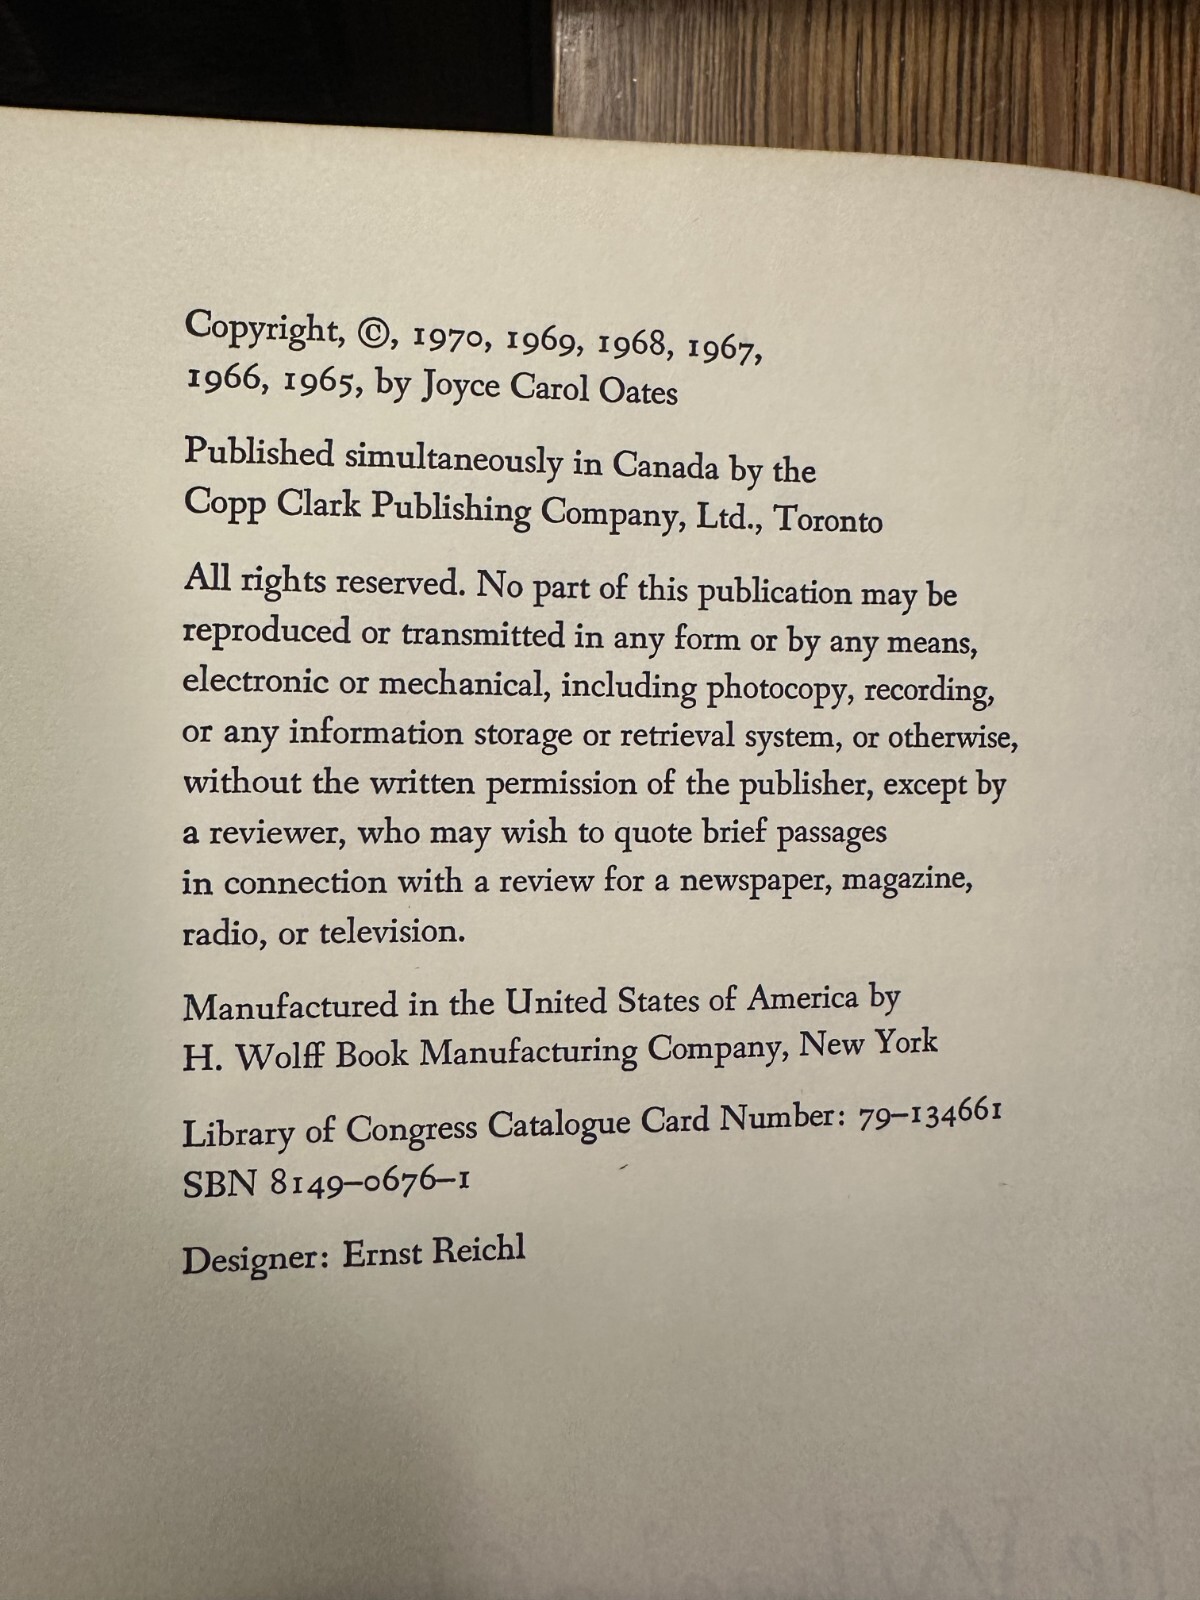 Copyright, ©, 1970, 1969, 1968, 1967,
1966, 1965, by Joyce Carol Oates
Published simultaneously in Canada by the
Copp Clark Publishing Company, Ltd., Toronto
All rights reserved. No part of this publication may be
reproduced or transmitted in any form or by any means,
electronic or mechanical, including photocopy, recording,
or any information storage or retrieval system, or otherwise,
without the written permission of the publisher, except by
a reviewer, who may wish to quote brief passages
in connection with a review for a newspaper, magazine,
radio, or television.
Manufactured in the United States of America by
H. Wolff Book Manufacturing Company, New York
Library of Congress Catalogue Card Number: 79–134661
SBN 8149–0676–1
Designer: Ernst Reichl